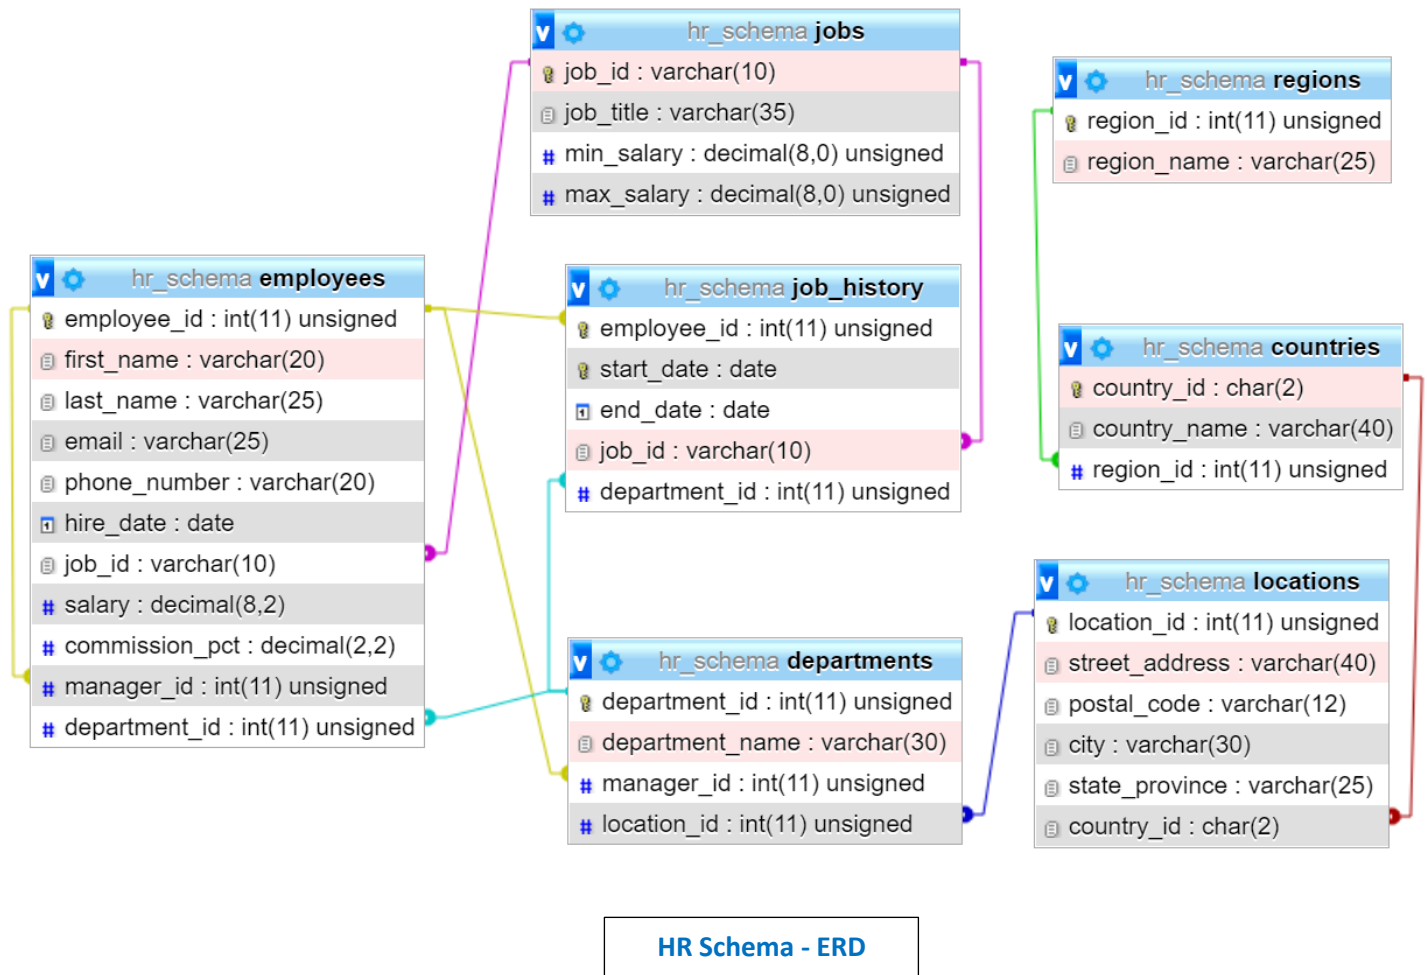 hr_schema jobs
job_id : varchar(10)
job_title : varchar(35)
min_salary : decimal(8,0) unsigned
max_salary : decimal(8,0) unsigned
hr_schema regions
region_id : int(11) unsigned
region_name : varchar(25)
hr_schema employees
employee_id : int(11) unsigned
first_name : varchar(20)
last_name : varchar(25)
email : varchar(25)
phone_number : varchar(20)
hire_date : date
job_id : varchar(10)
salary : decimal(8,2)
commission_pct : decimal(2,2)
manager_id : int(11) unsigned
department_id : int(11) unsigned
hr_schema job_history
employee_id : int(11) unsigned
start_date : date
end_date : date
job_id : varchar(10)
department_id : int(11) unsigned
hr_schema countries
country_id : char(2)
country_name : varchar(40)
region_id : int(11) unsigned
hr_schema departments
department_id : int(11) unsigned
department_name : varchar(30)
manager_id : int(11) unsigned
location_id : int(11) unsigned
hr_schema locations
location_id : int(11) unsigned
street_address : varchar(40)
postal_code : varchar(12)
city : varchar(30)
state_province : varchar(25)
country_id : char(2)
HR Schema - ERD